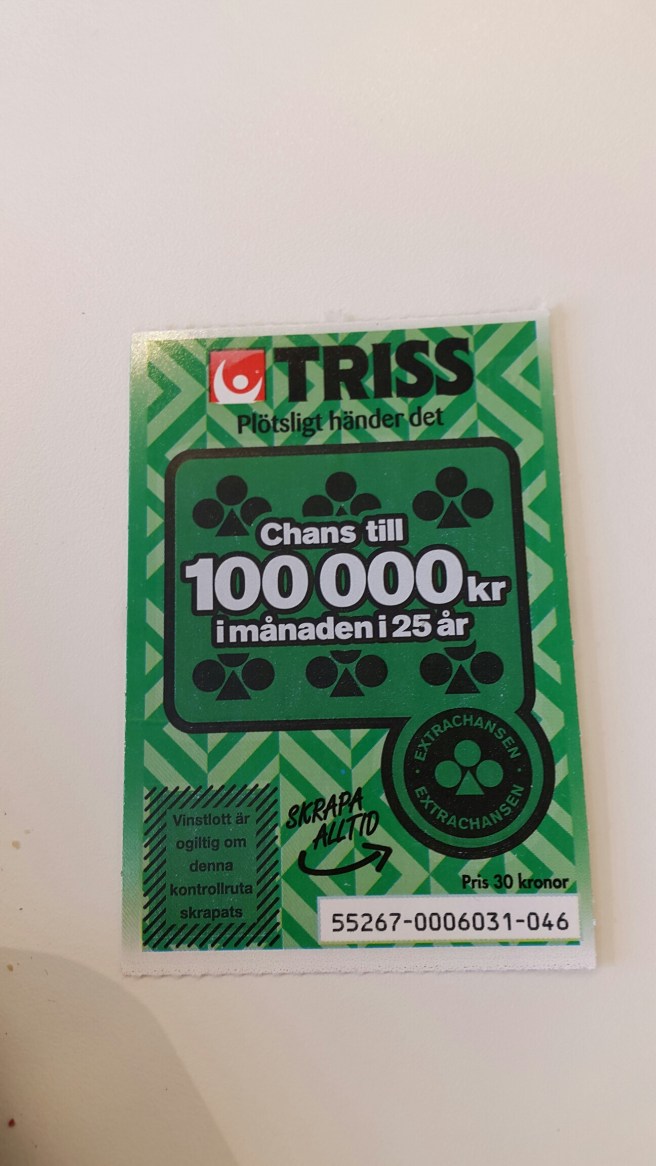 TRISS
Plötsligt händer det
Chans till
100 000 kr
i månaden i 25 år
EXTRACHANSEN
EXTRACHANSEN
SKRAPA
ALLTID
Vinstlott är
ogiltig om
denna
kontrollruta
skrapats
Pris 30 kronor
55267-0006031-046